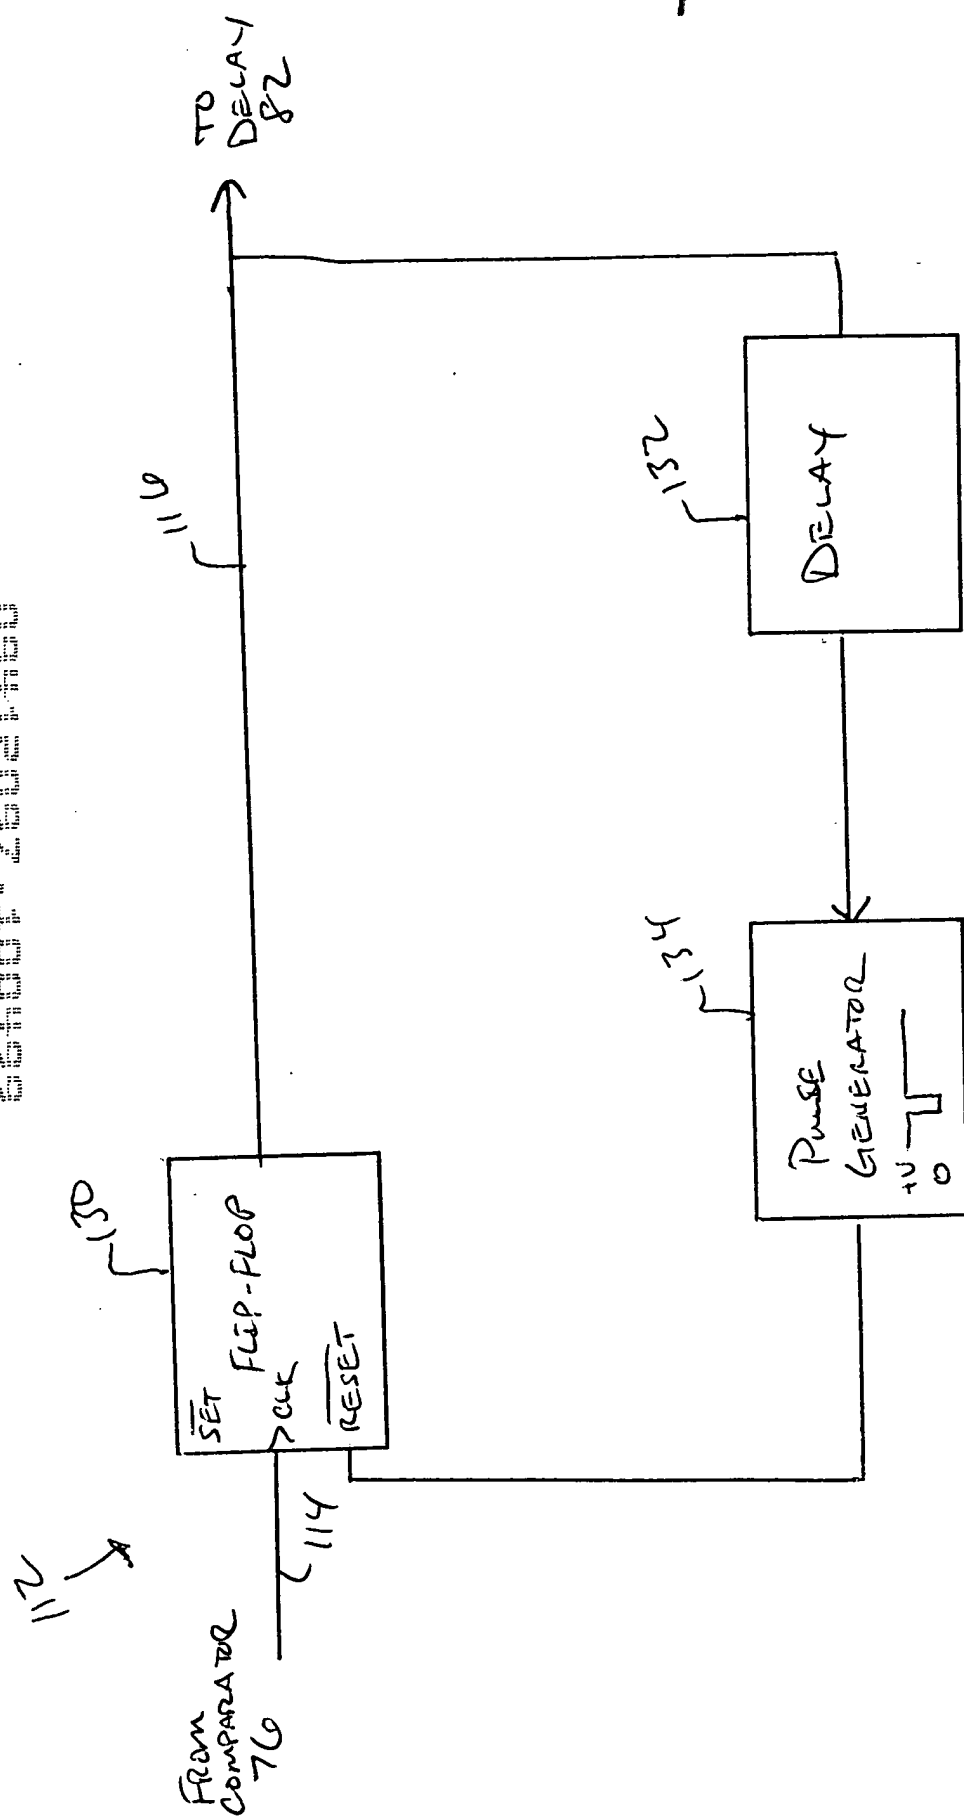 112
FROM
COMPARATOR
76
114
130
SET
FLIP-FLOP
CLK
RESET
116
TO
DELAY
82
134
PULSE
GENERATOR
+V
0
132
DELAY